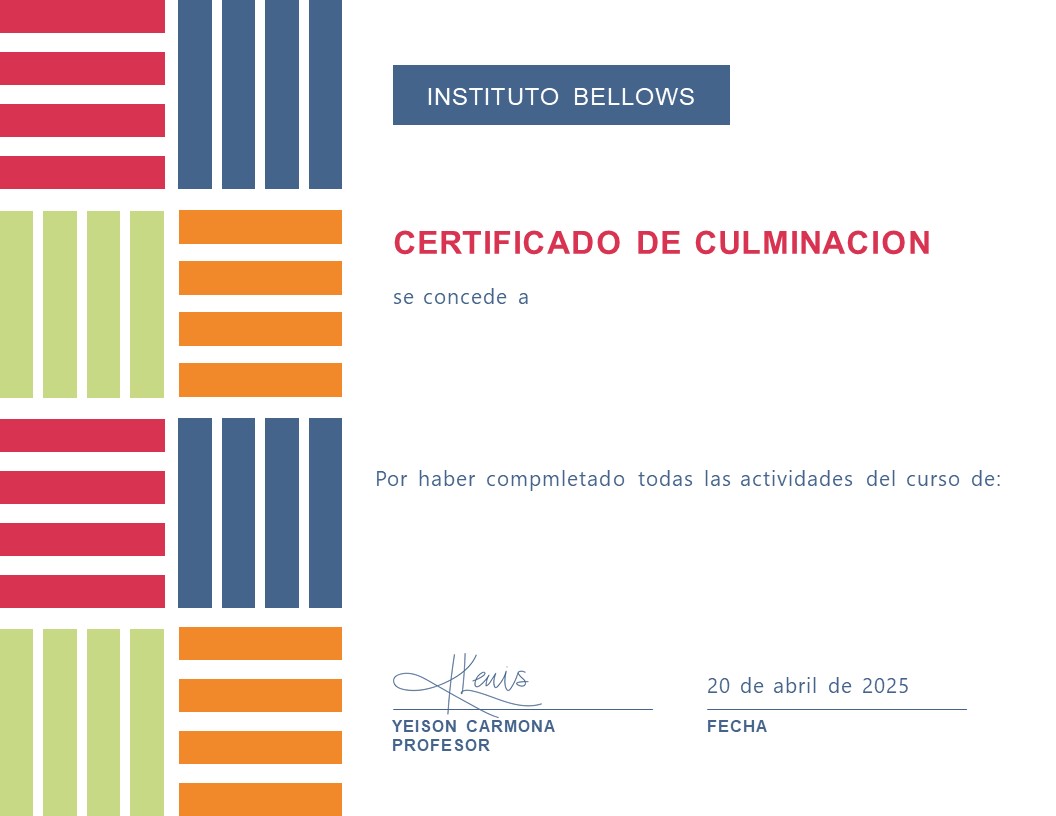 INSTITUTO BELLOWS
CERTIFICADO DE CULMINACION
se concede a
Por haber compmletado todas las actividades del curso de:
20 de abril de 2025
YEISON CARMONA
PROFESOR
FECHA